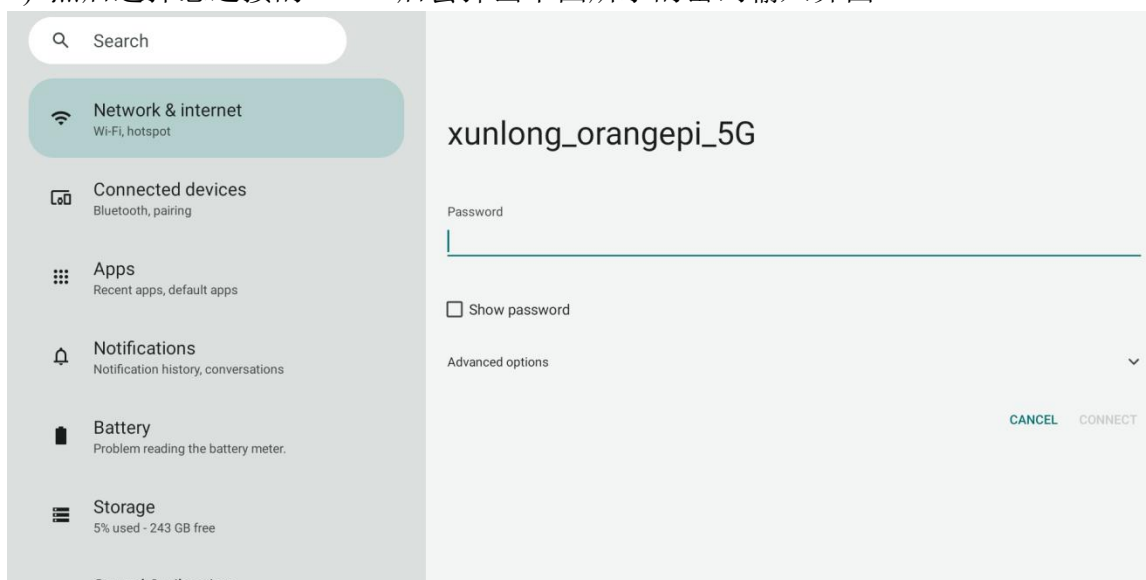 Search
Network & internet
Wi-Fi, hotspot
Connected devices
Bluetooth, pairing
Apps
Recent apps, default apps
Notifications
Notification history, conversations
Battery
Problem reading the battery meter.
Storage
5% used - 243 GB free
xunlong_orangepi_5G
Password
Show password
Advanced options
CANCEL CONNECT